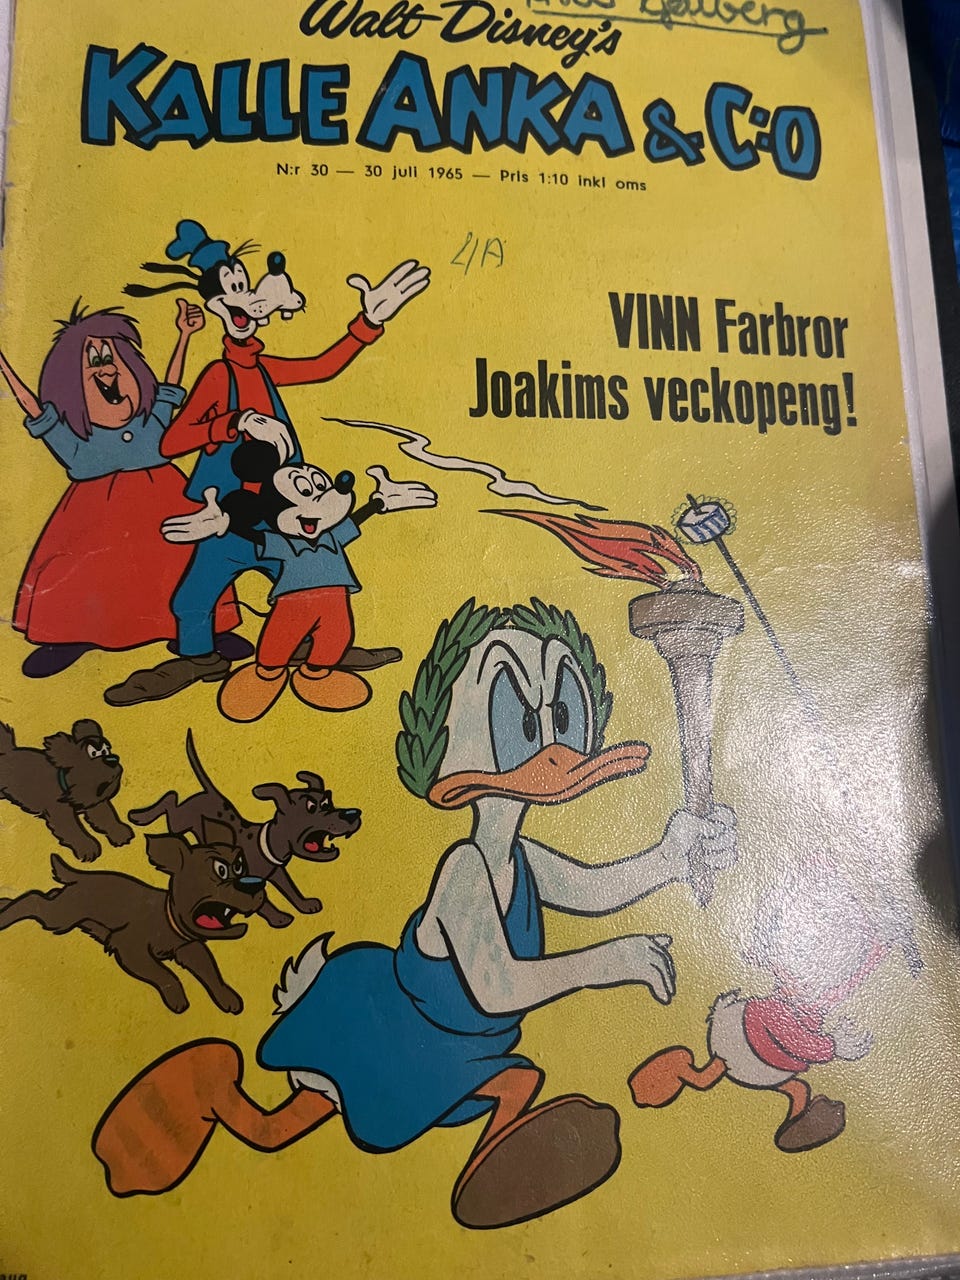 Walt Disney's
KALLE ANKA & C:O
N:r 30 — 30 juli 1965 — Pris 1:10 inkl oms
4A
VINN Farbror
Joakims veckopeng!